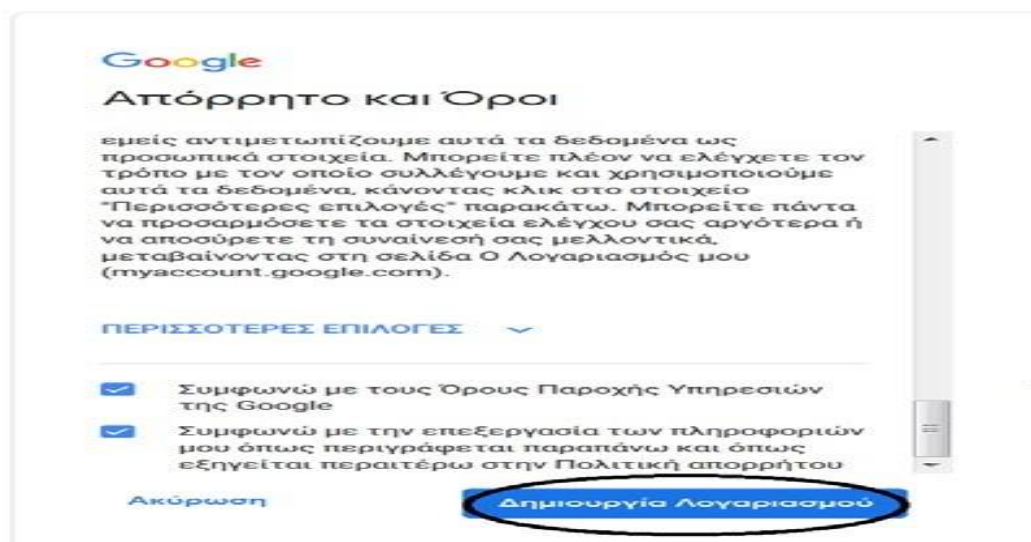 Google
Απόρρητο και Όροι
εμείς αντιμετωπίζουμε αυτά τα δεδομένα ως
προσωπικά στοιχεία. Μπορείτε πλέον να ελέγχετε τον
τρόπο με τον οποίο συλλέγουμε και χρησιμοποιούμε
αυτά τα δεδομένα, κάνοντας κλικ στο στοιχείο
"Περισσότερες επιλογές" παρακάτω. Μπορείτε πάντα
να προσαρμόσετε τα στοιχεία ελέγχου σας αργότερα ή
να αποσύρετε τη συναίνεσή σας μελλοντικά,
μεταβαίνοντας στη σελίδα Ο Λογαριασμός μου
(myaccount.google.com).
ΠΕΡΙΣΣΟΤΕΡΕΣ ΕΠΙΛΟΓΕΣ
Συμφωνώ με τους Όρους Παροχής Υπηρεσιών
της Google
Συμφωνώ με την επεξεργασία των πληροφοριών
μου όπως περιγράφεται παραπάνω και όπως
εξηγείται περαιτέρω στην Πολιτική απορρήτου
Ακύρωση
Δημιουργία Λογαριασμού